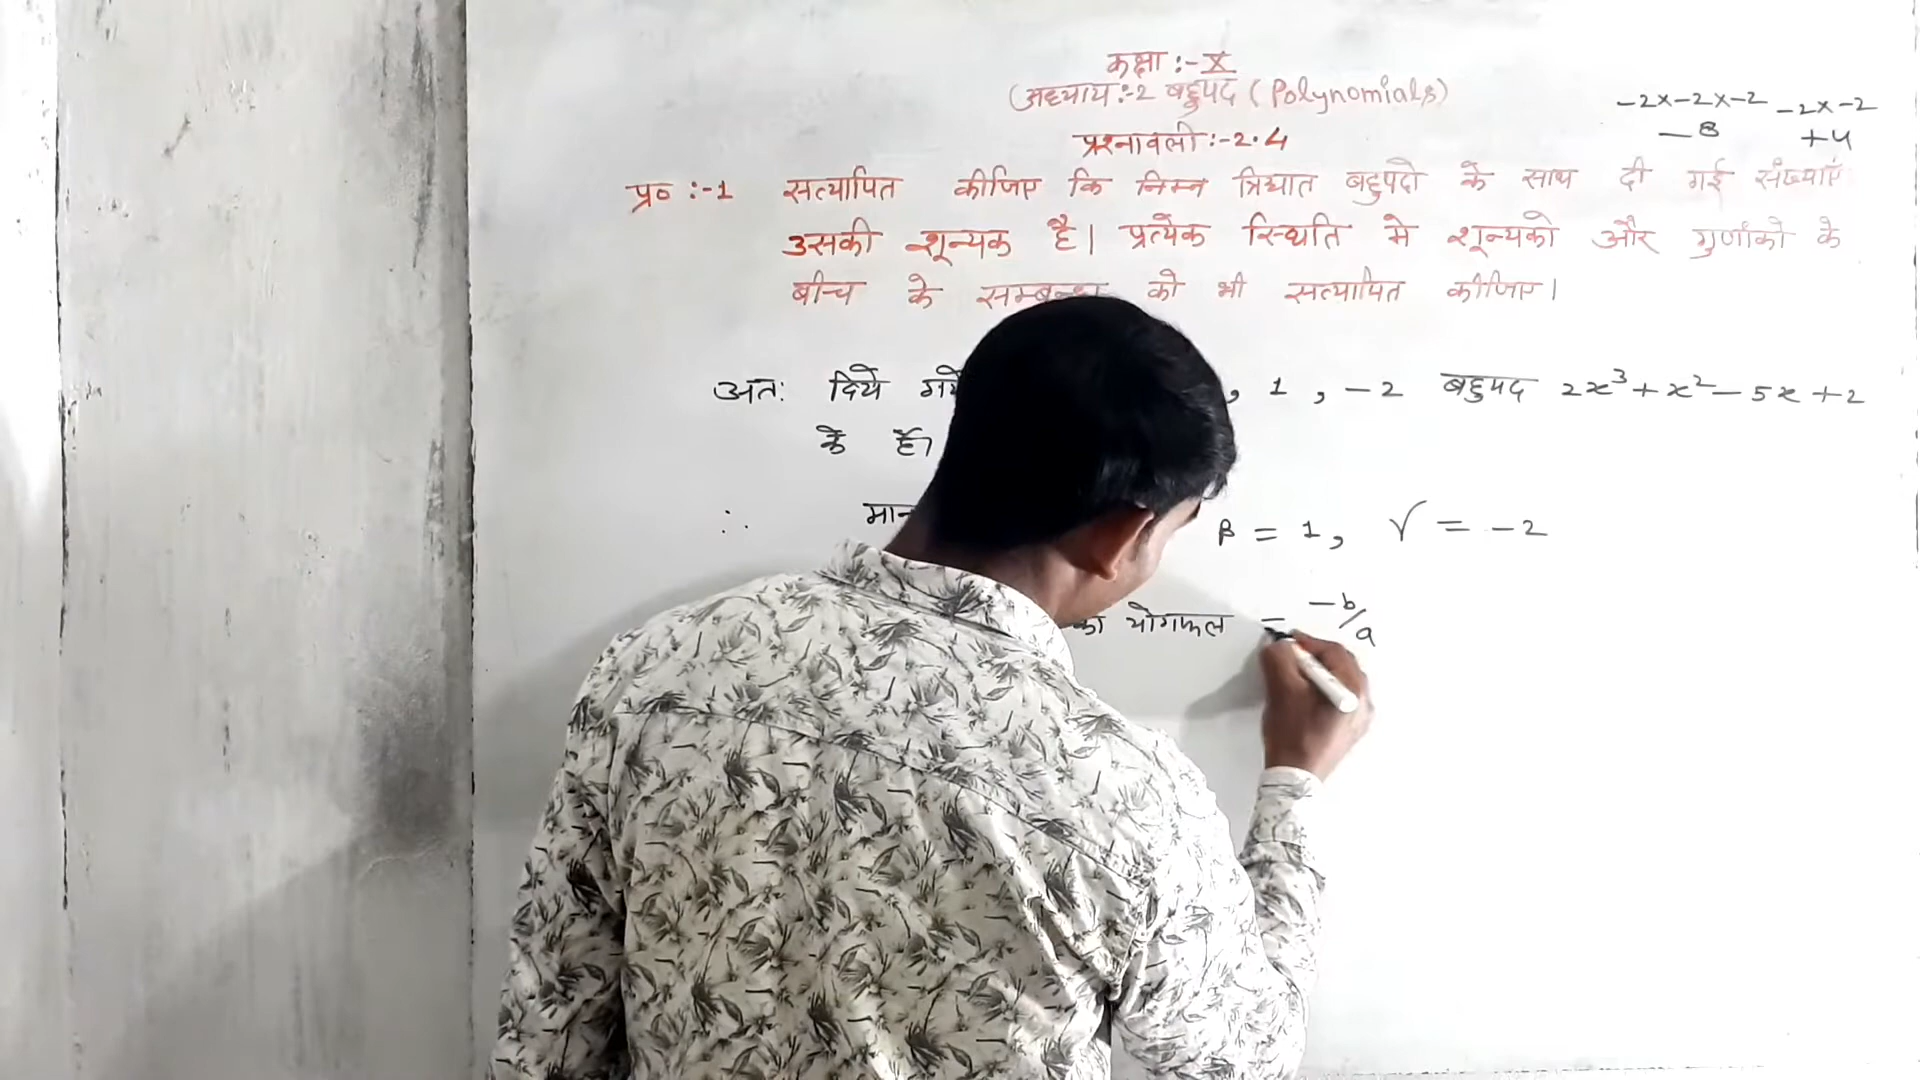 कक्षा :- X
अध्याय :- 2 बहुपद (Polynomials)
प्रश्नावली :- 2.4
-2x-2x-2 -2x-2
-8 +4
प्र० :- 1 सत्यापित कीजिए कि निम्न त्रिघात बहुपदो के साथ दी गई संख्याएं
उसकी शून्यक है। प्रत्येक स्थिति मे शून्यको और गुणांको के
बीच के सम्बन्ध को भी सत्यापित कीजिए।
अतः दिये , 1 , -2 बहुपद 2x³ + x² - 5x + 2
के हैं।
∴ β = 1, γ = -2
का योगफल = -b/a